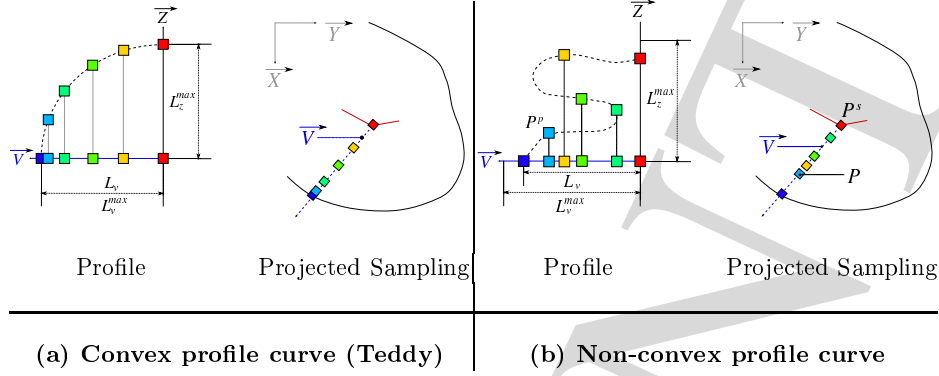 Z
Y
X
L_z^max
V
V
L_v
L_v^max
Profile
Projected Sampling
(a) Convex profile curve (Teddy)
Z
Y
X
L_z^max
P^p
P^s
V
V
P
L_v
L_v^max
Profile
Projected Sampling
(b) Non-convex profile curve